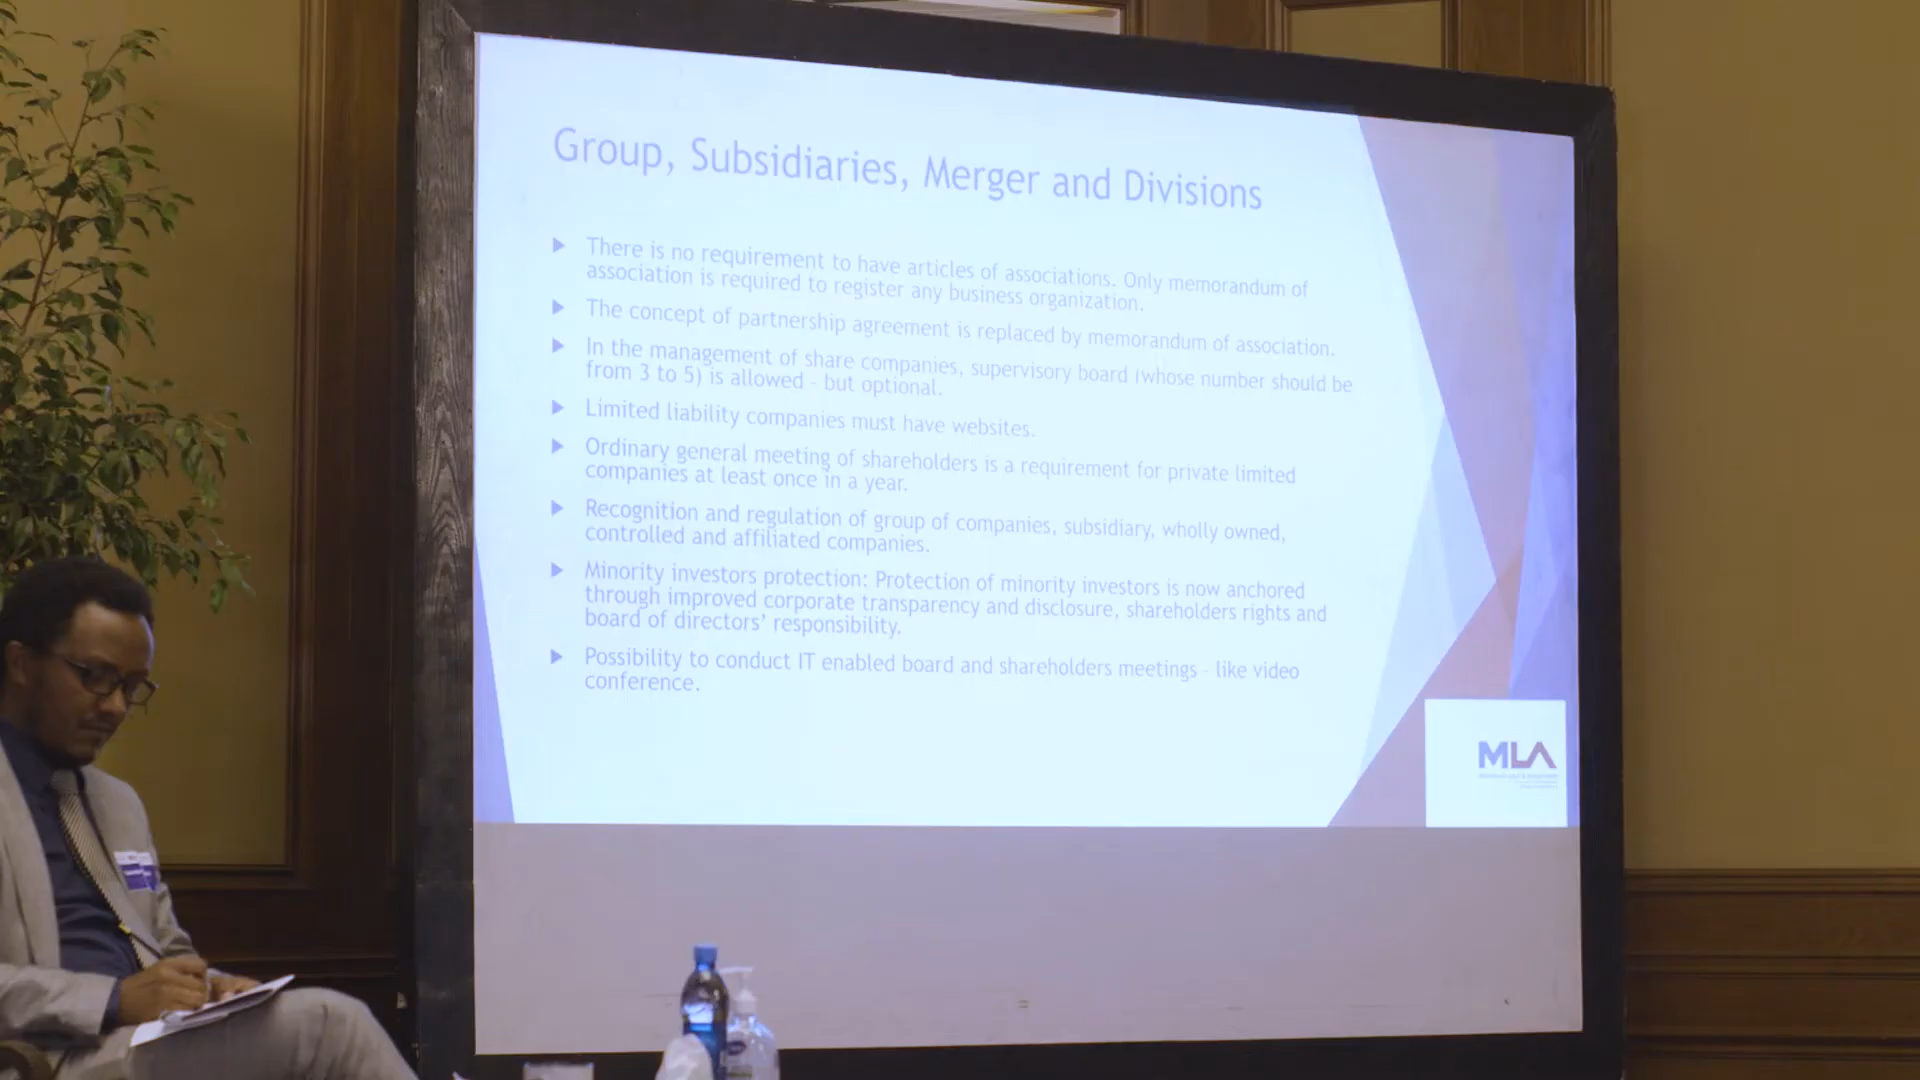 Group, Subsidiaries, Merger and Divisions
There is no requirement to have articles of associations. Only memorandum of
association is required to register any business organization.
The concept of partnership agreement is replaced by memorandum of association.
In the management of share companies, supervisory board (whose number should be
from 3 to 5) is allowed - but optional.
Limited liability companies must have websites.
Ordinary general meeting of shareholders is a requirement for private limited
companies at least once in a year.
Recognition and regulation of group of companies, subsidiary, wholly owned,
controlled and affiliated companies.
Minority investors protection: Protection of minority investors is now anchored
through improved corporate transparency and disclosure, shareholders rights and
board of directors' responsibility.
Possibility to conduct IT enabled board and shareholders meetings - like video
conference.
MLA